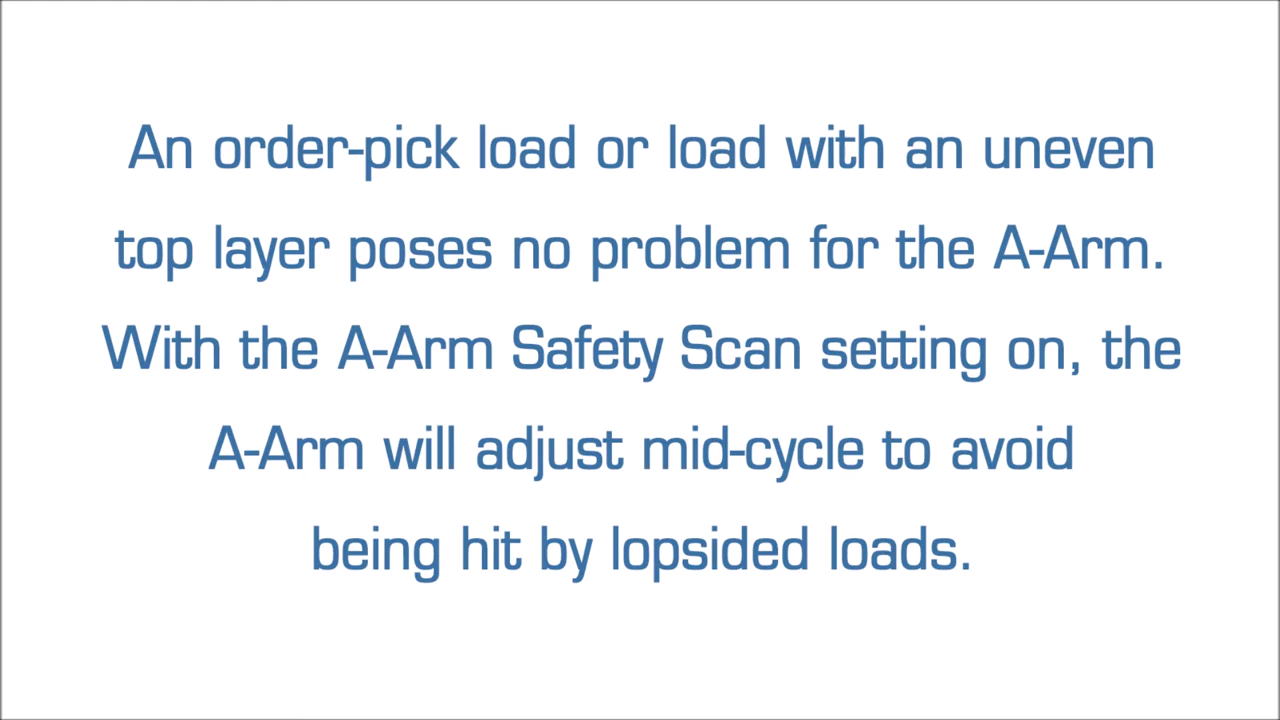 An order-pick load or load with an uneven
top layer poses no problem for the A-Arm.
With the A-Arm Safety Scan setting on, the
A-Arm will adjust mid-cycle to avoid
being hit by lopsided loads.